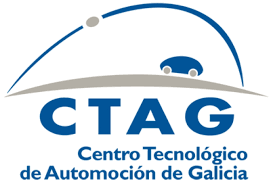 CTAG
Centro Tecnológico
de Automoción de Galicia